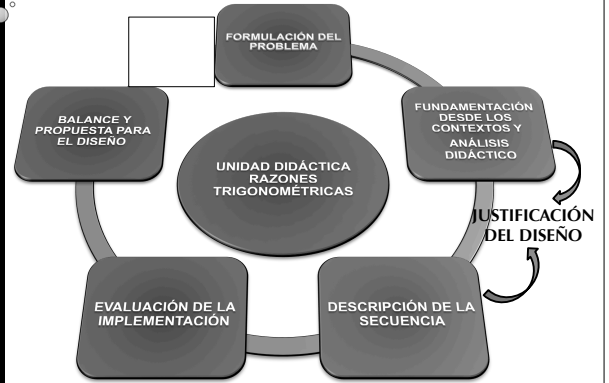 FORMULACIÓN DEL
PROBLEMA
FUNDAMENTACIÓN
DESDE LOS
CONTEXTOS Y
ANÁLISIS
DIDÁCTICO
BALANCE Y
PROPUESTA PARA
EL DISEÑO
UNIDAD DIDÁCTICA
RAZONES
TRIGONOMÉTRICAS
JUSTIFICACIÓN
DEL DISEÑO
EVALUACIÓN DE LA
IMPLEMENTACIÓN
DESCRIPCIÓN DE LA
SECUENCIA